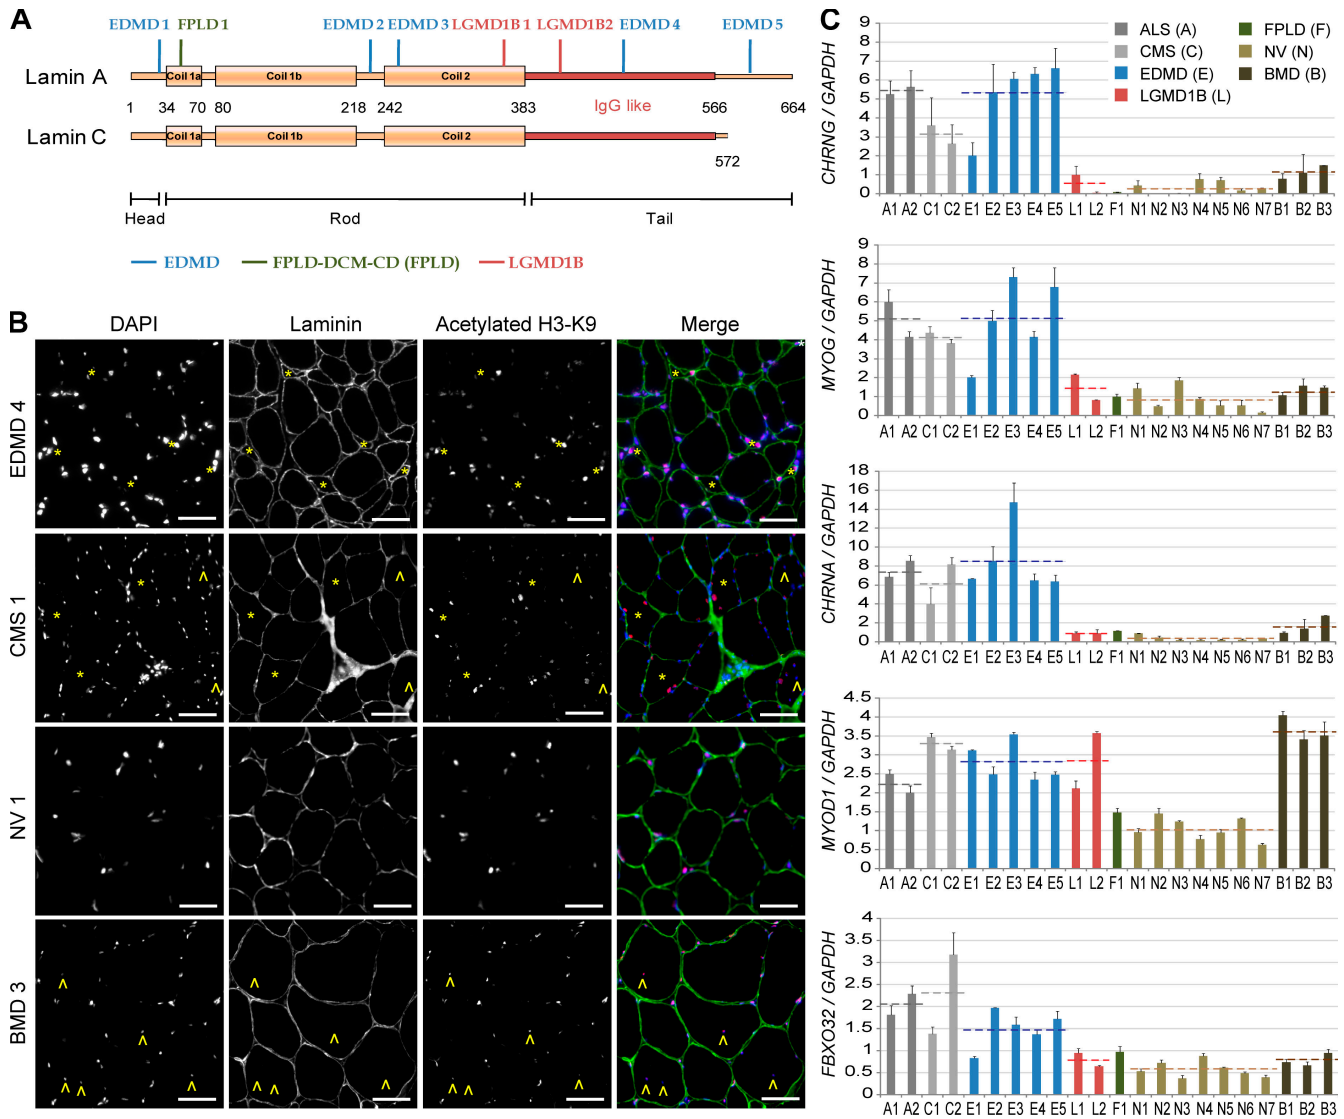 A
EDMD 1 FPLD 1 EDMD 2 EDMD 3 LGMD1B 1 LGMD1B2 EDMD 4 EDMD 5
Lamin A Coil 1a Coil 1b Coil 2
1 34 70 80 218 242 383 IgG like 566 664
Lamin C Coil 1a Coil 1b Coil 2
572
Head Rod Tail
EDMD FPLD-DCM-CD (FPLD) LGMD1B
B
DAPI Laminin Acetylated H3-K9 Merge
EDMD 4
* * * * *
* * * * *
* * * * *
* * * * * *
CMS 1
* * * ^ ^
* * * ^ ^
* * * ^ ^
* * * ^ ^
NV 1
BMD 3
^ ^ ^ ^ ^
^ ^ ^ ^
^ ^ ^ ^ ^
^ ^ ^ ^
C
ALS (A) FPLD (F)
CMS (C) NV (N)
EDMD (E) BMD (B)
LGMD1B (L)
CHRNG / GAPDH
9
8
7
6
5
4
3
2
1
0
A1 A2 C1 C2 E1 E2 E3 E4 E5 L1 L2 F1 N1 N2 N3 N4 N5 N6 N7 B1 B2 B3
MYOG / GAPDH
9
8
7
6
5
4
3
2
1
0
A1 A2 C1 C2 E1 E2 E3 E4 E5 L1 L2 F1 N1 N2 N3 N4 N5 N6 N7 B1 B2 B3
CHRNA / GAPDH
18
16
14
12
10
8
6
4
2
0
A1 A2 C1 C2 E1 E2 E3 E4 E5 L1 L2 F1 N1 N2 N3 N4 N5 N6 N7 B1 B2 B3
MYOD1 / GAPDH
4.5
4
3.5
3
2.5
2
1.5
1
0.5
0
A1 A2 C1 C2 E1 E2 E3 E4 E5 L1 L2 F1 N1 N2 N3 N4 N5 N6 N7 B1 B2 B3
FBXO32 / GAPDH
4
3.5
3
2.5
2
1.5
1
0.5
0
A1 A2 C1 C2 E1 E2 E3 E4 E5 L1 L2 F1 N1 N2 N3 N4 N5 N6 N7 B1 B2 B3